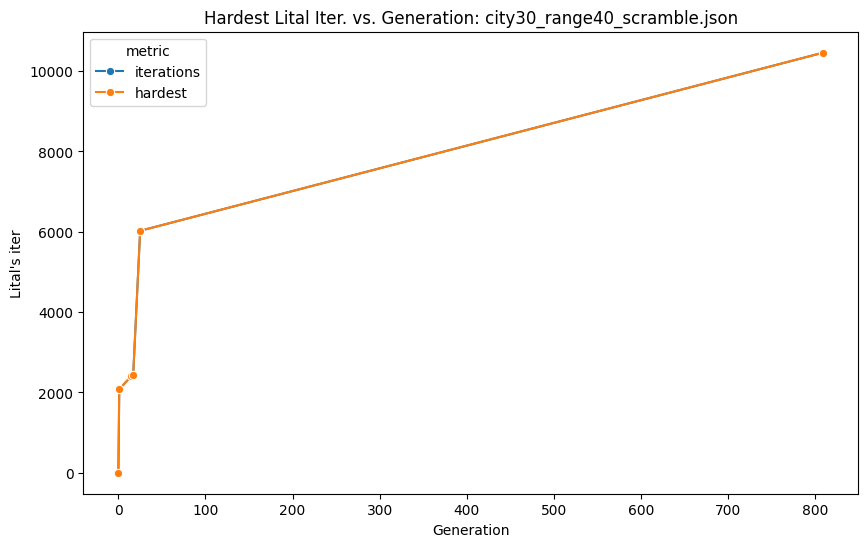 Hardest Lital Iter. vs. Generation: city30_range40_scramble.json
metric
iterations
hardest
10000
8000
6000
4000
2000
0
Lital's iter
0 100 200 300 400 500 600 700 800
Generation